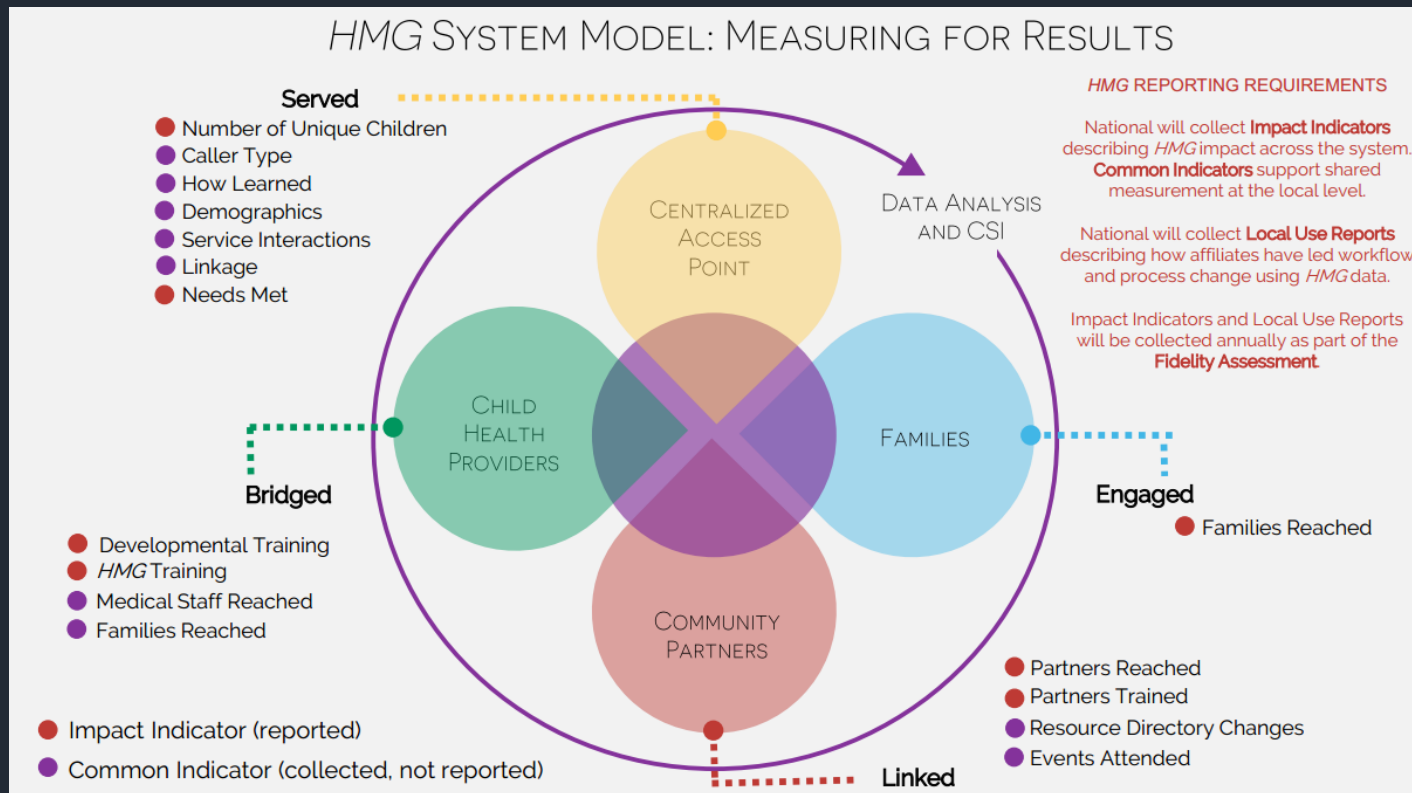 HMG SYSTEM MODEL: MEASURING FOR RESULTS
Served
Number of Unique Children
Caller Type
How Learned
Demographics
Service Interactions
Linkage
Needs Met
HMG REPORTING REQUIREMENTS
National will collect Impact Indicators
describing HMG impact across the system.
Common Indicators support shared
measurement at the local level.
National will collect Local Use Reports
describing how affiliates have led workflow
and process change using HMG data.
Impact Indicators and Local Use Reports
will be collected annually as part of the
Fidelity Assessment.
CENTRALIZED
ACCESS
POINT
DATA ANALYSIS
AND CSI
CHILD
HEALTH
PROVIDERS
FAMILIES
COMMUNITY
PARTNERS
Bridged
Developmental Training
HMG Training
Medical Staff Reached
Families Reached
Engaged
Families Reached
Partners Reached
Partners Trained
Resource Directory Changes
Events Attended
Linked
Impact Indicator (reported)
Common Indicator (collected, not reported)